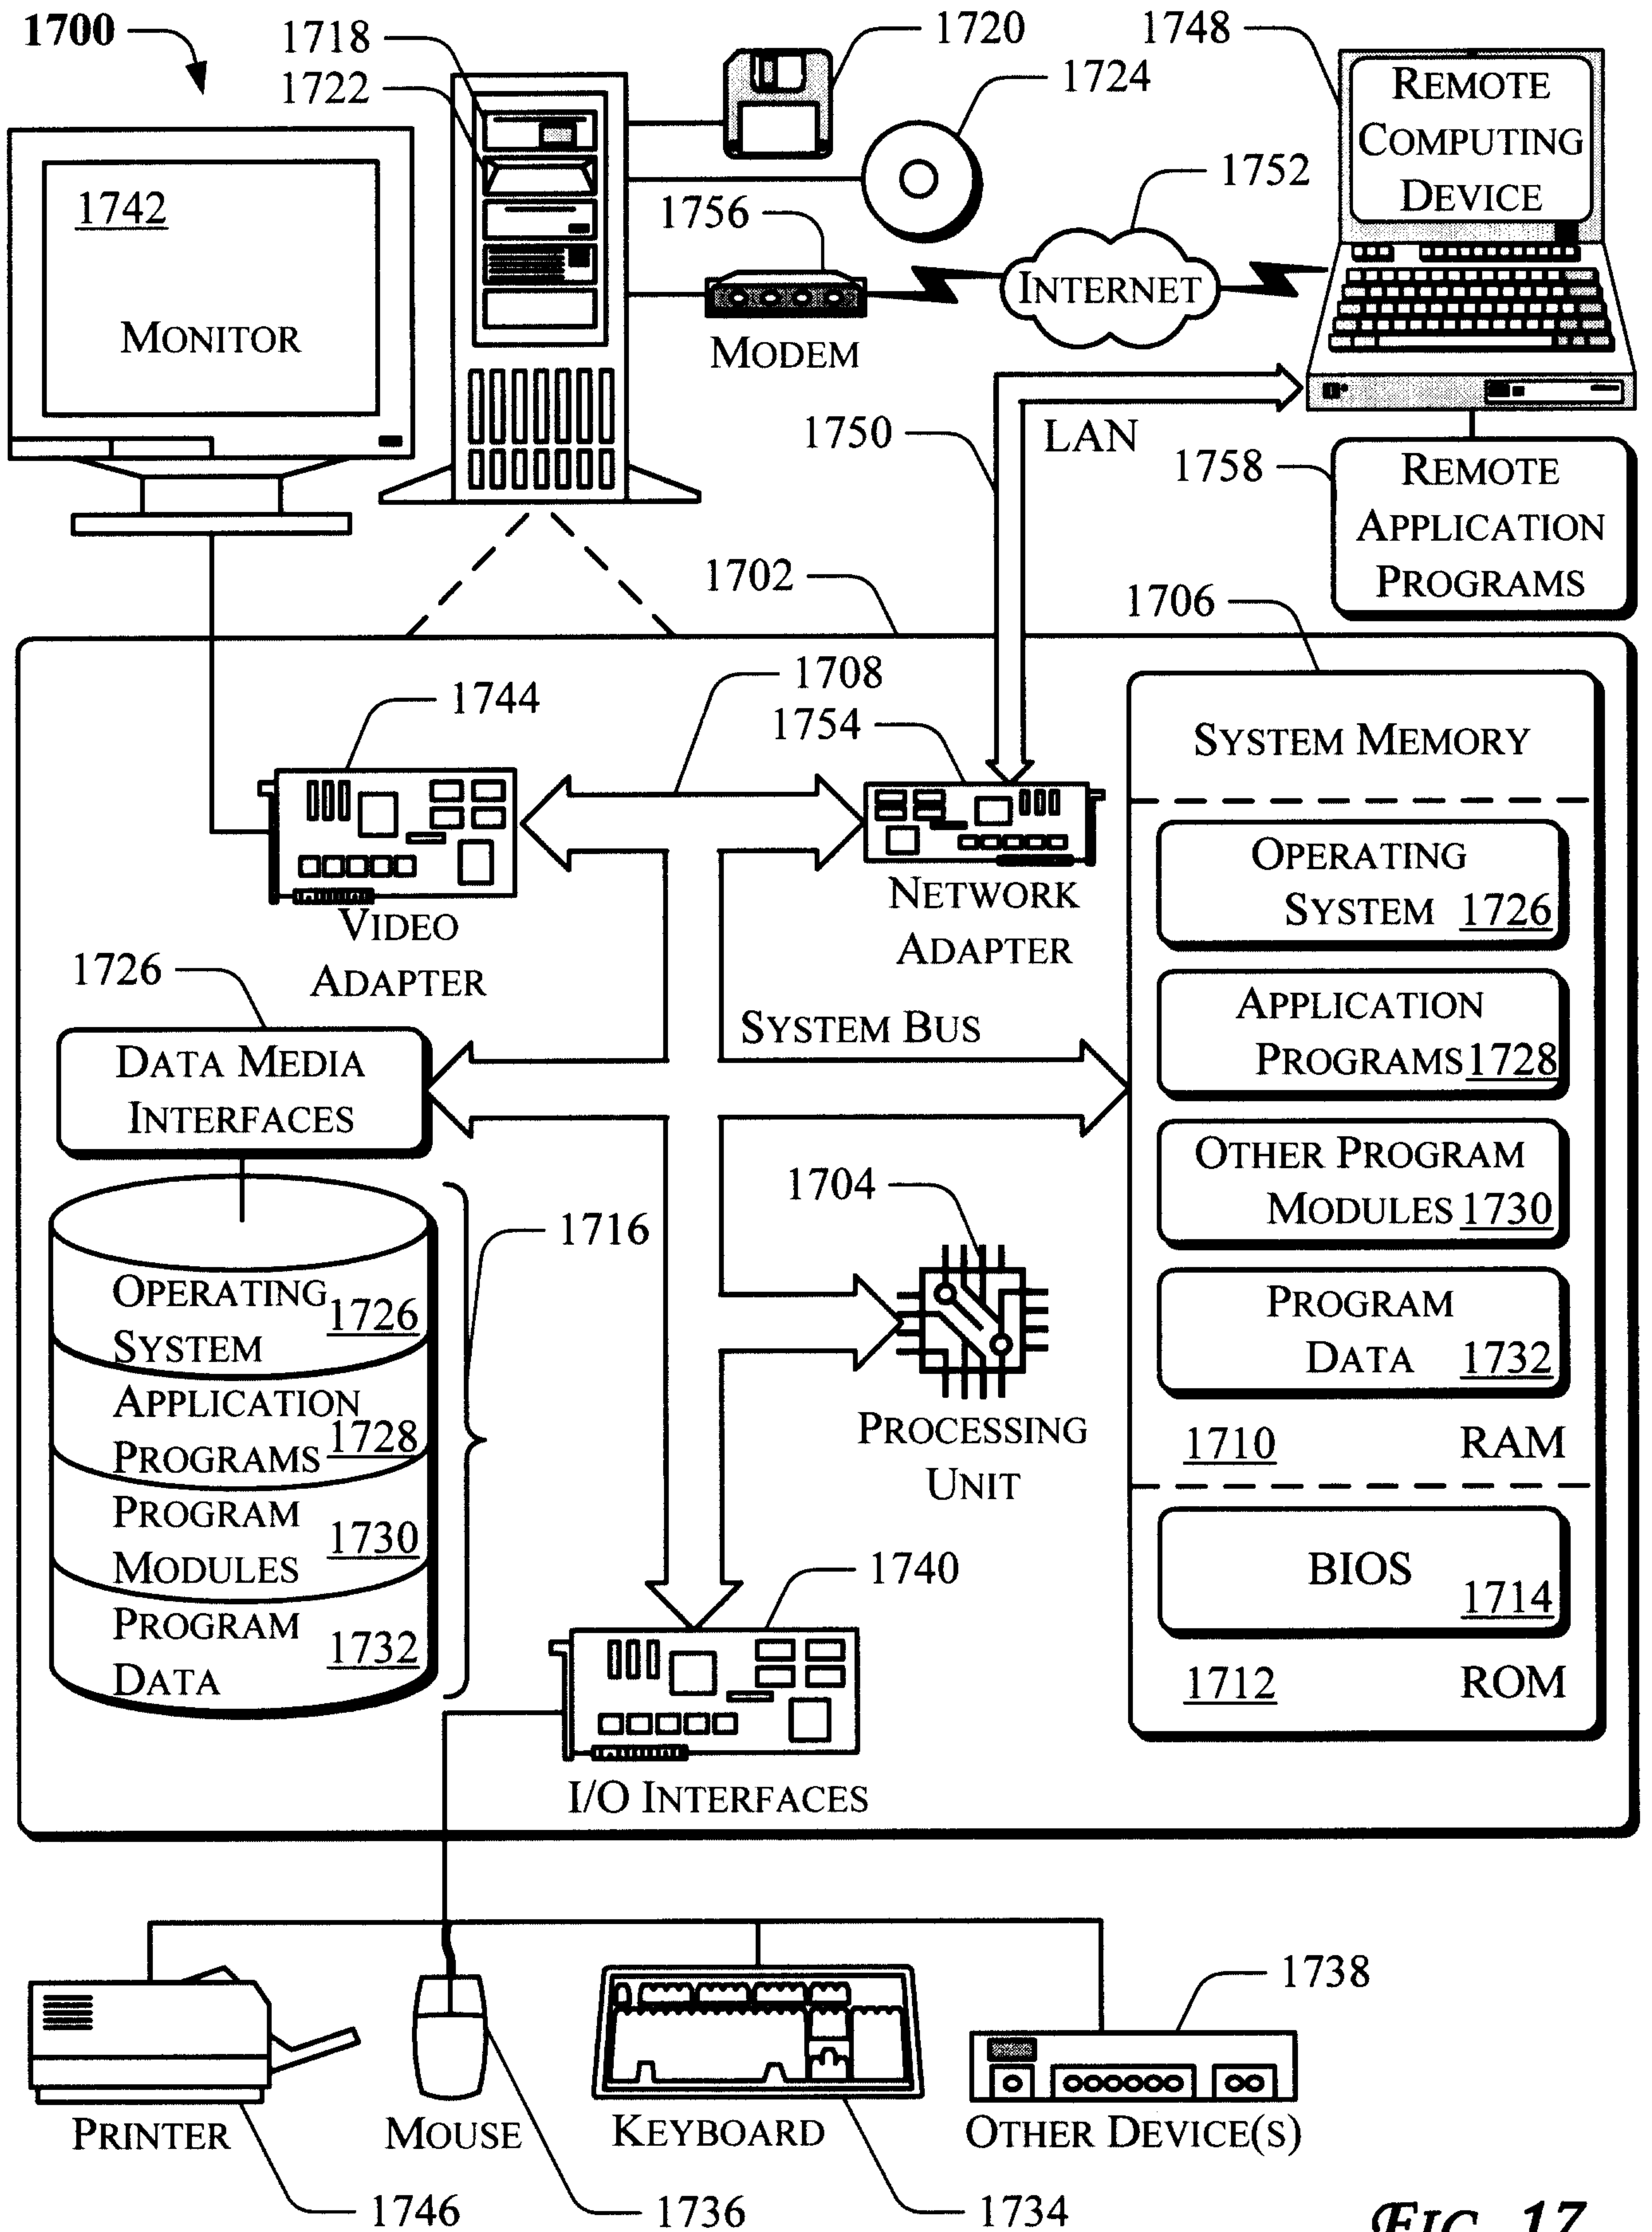 1700
1718
1722
1720
1724
1748
REMOTE
COMPUTING
DEVICE
1742
MONITOR
1756
MODEM
1752
INTERNET
1750
LAN
1758
REMOTE
APPLICATION
PROGRAMS
1702
1706
1744
1708
1754
VIDEO
ADAPTER
NETWORK
ADAPTER
SYSTEM MEMORY
OPERATING
SYSTEM 1726
APPLICATION
PROGRAMS 1728
OTHER PROGRAM
MODULES 1730
PROGRAM
DATA 1732
1710 RAM
BIOS
1714
1712 ROM
1726
DATA MEDIA
INTERFACES
SYSTEM BUS
1704
PROCESSING
UNIT
1716
OPERATING
SYSTEM 1726
APPLICATION
PROGRAMS 1728
PROGRAM
MODULES 1730
PROGRAM
DATA 1732
1740
I/O INTERFACES
1738
PRINTER
MOUSE
KEYBOARD
OTHER DEVICE(S)
1746
1736
1734
FIG. 17